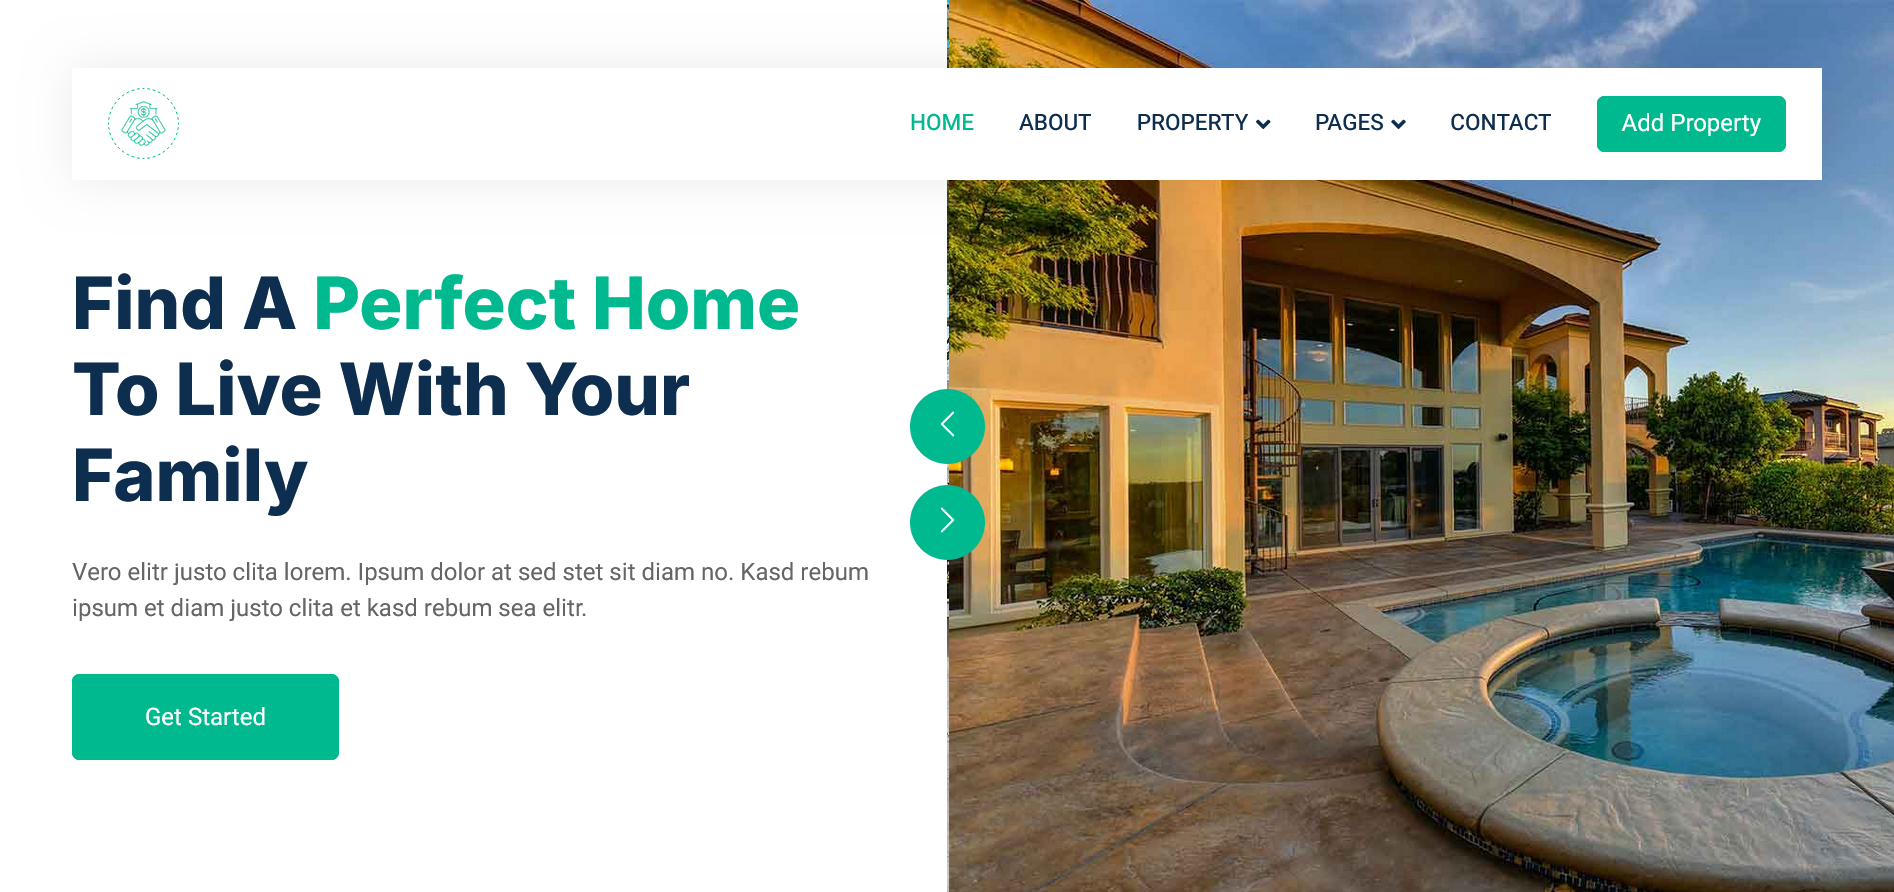 HOME ABOUT PROPERTY PAGES CONTACT Add Property
Find A Perfect Home
To Live With Your
Family
Vero elitr justo clita lorem. Ipsum dolor at sed stet sit diam no. Kasd rebum
ipsum et diam justo clita et kasd rebum sea elitr.
Get Started